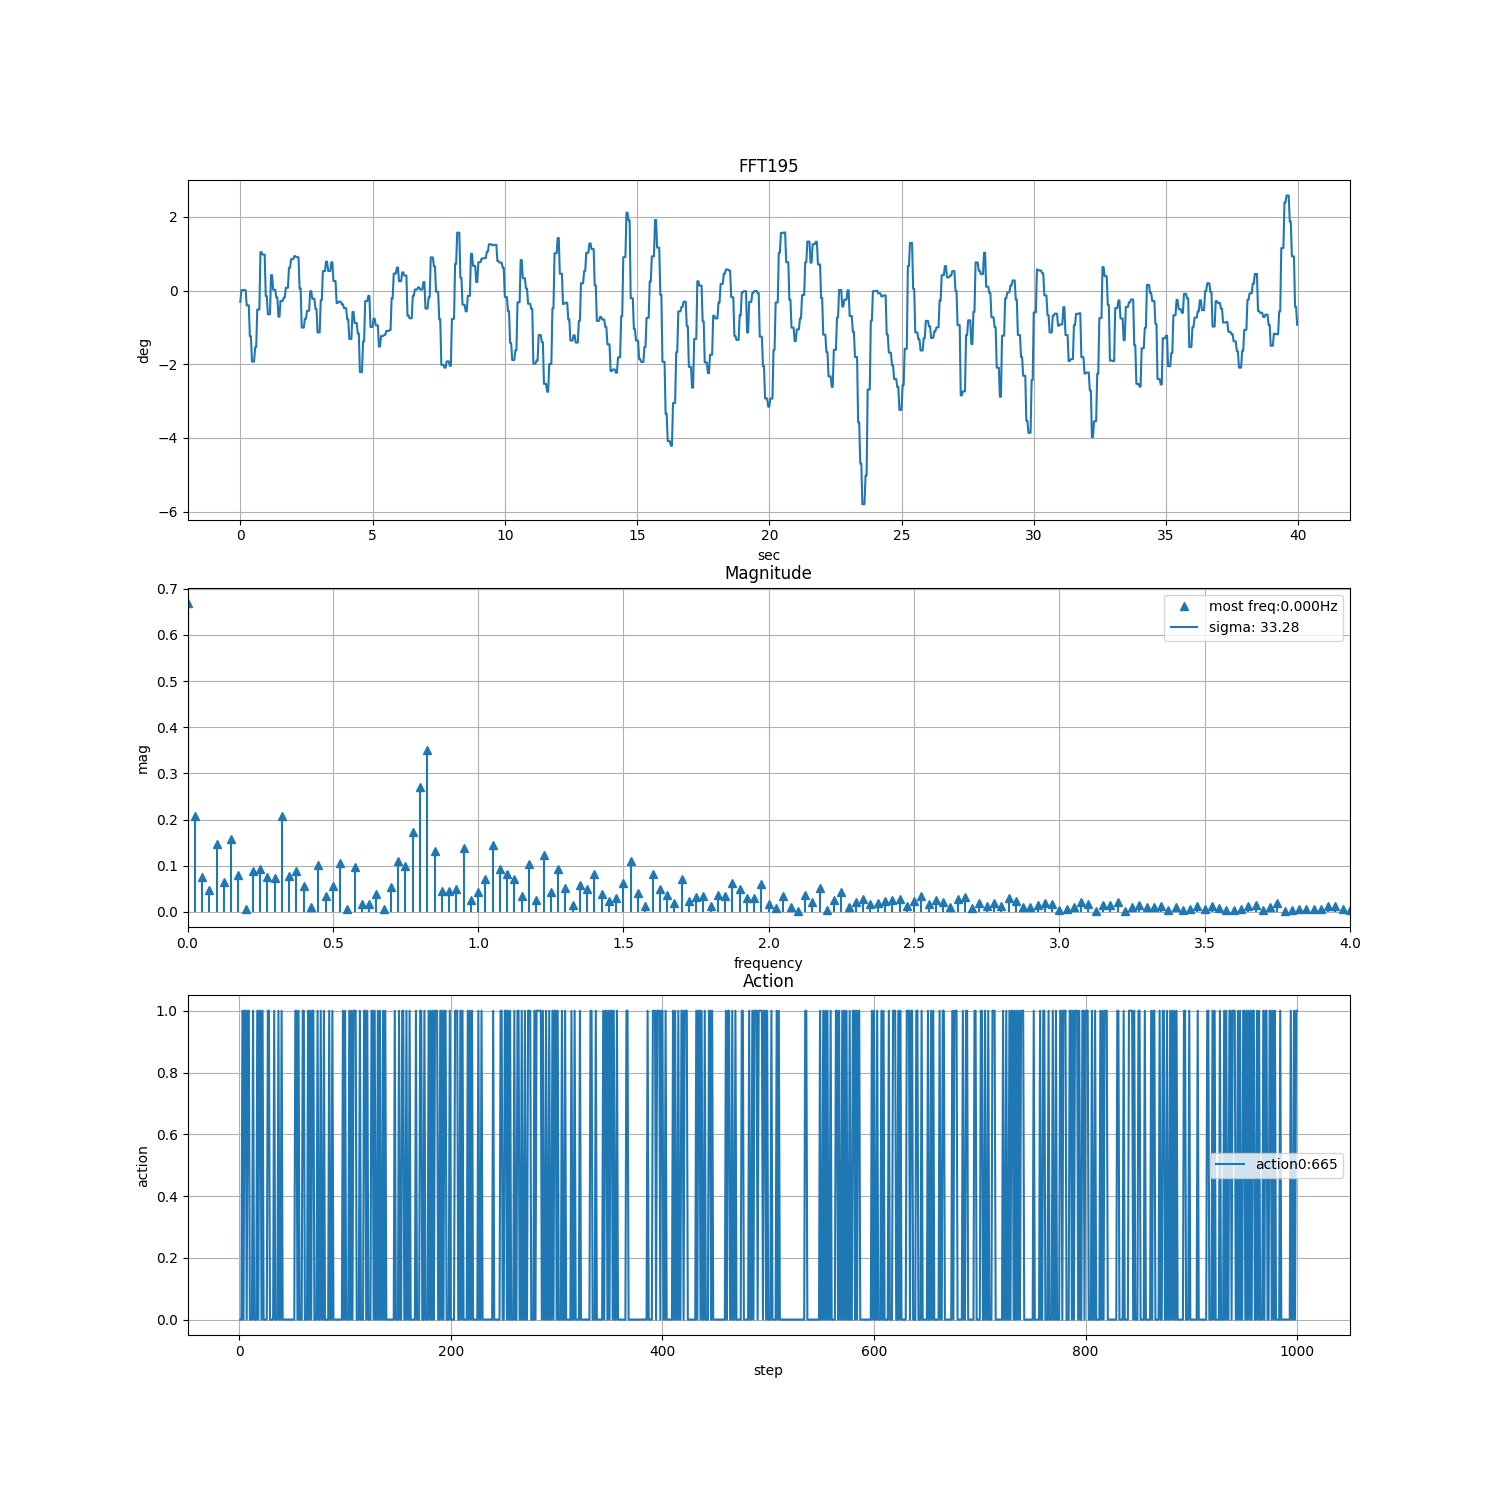 FFT195
2
0
−2
−4
−6
deg
0 5 10 15 20 25 30 35 40
sec
Magnitude
0.7
0.6
0.5
0.4
0.3
0.2
0.1
0.0
mag
most freq:0.000Hz
sigma: 33.28
0.0 0.5 1.0 1.5 2.0 2.5 3.0 3.5 4.0
frequency
Action
1.0
0.8
0.6
0.4
0.2
0.0
action
action0:665
0 200 400 600 800 1000
step